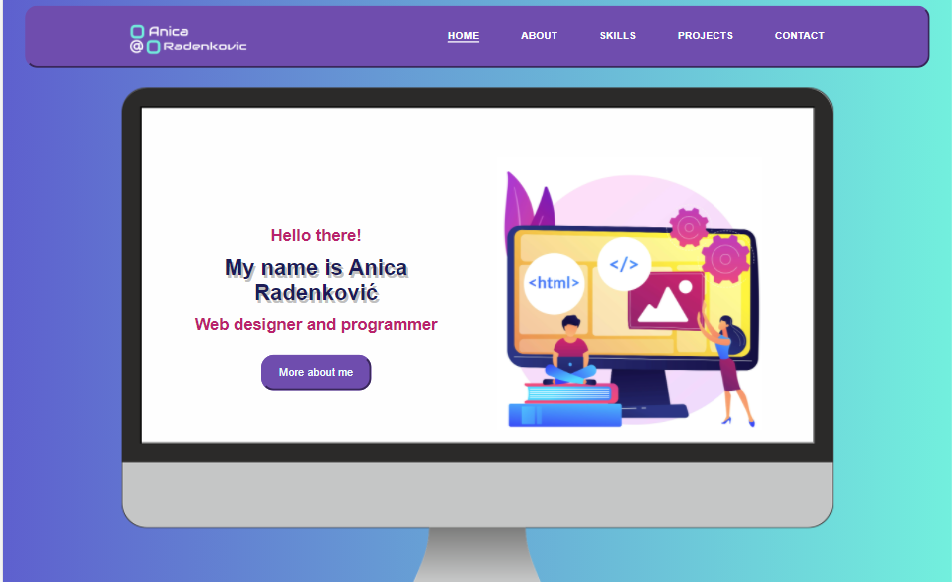 Anica
@ Radenkovic
HOME ABOUT SKILLS PROJECTS CONTACT
Hello there!
My name is Anica
Radenković
Web designer and programmer
More about me
<html>
</>